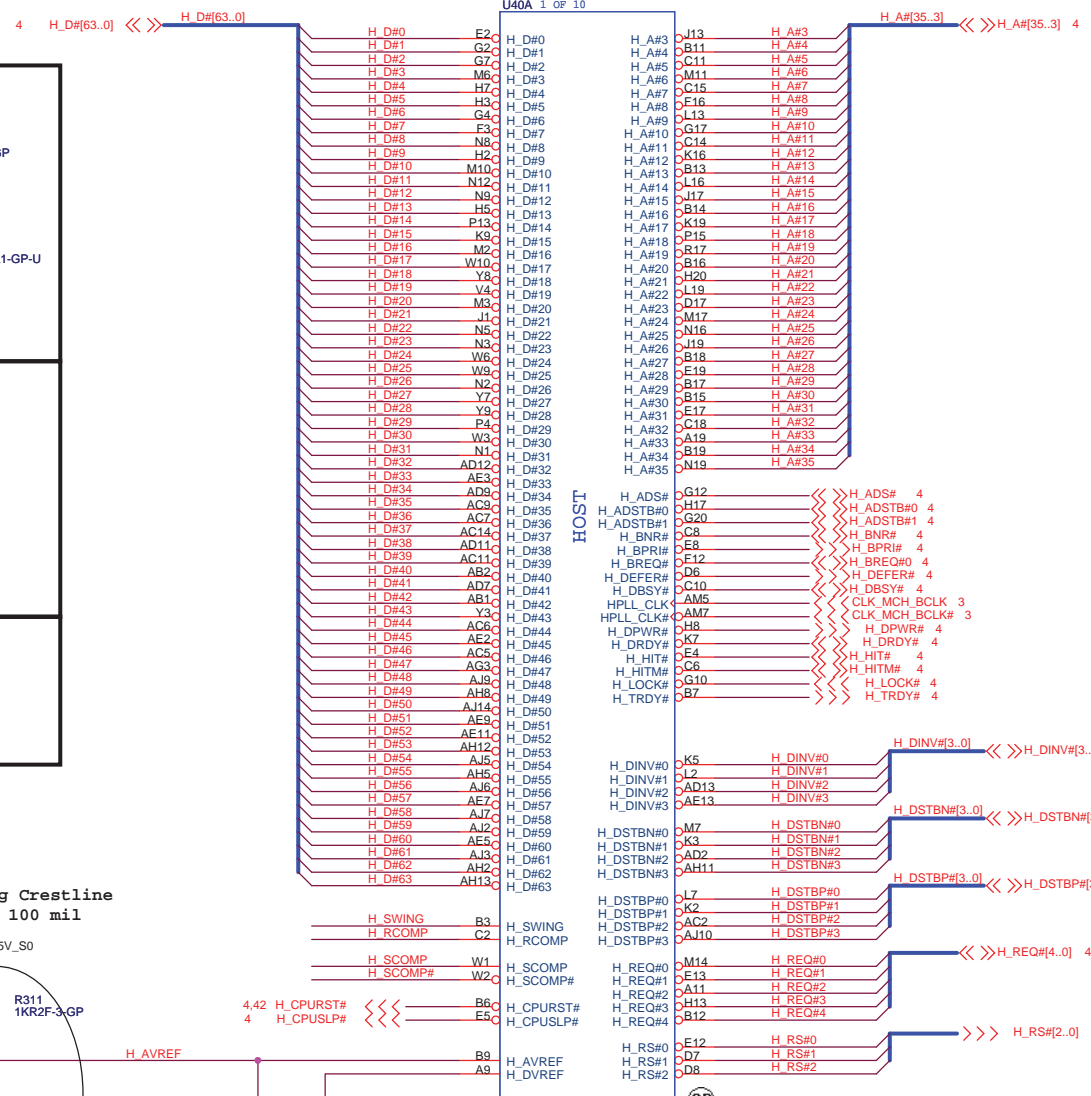 U40A 1 OF 10
4 H_D#[63..0] H_D#[63..0] H_A#[35..3] H_A#[35..3] 4
H_D#0 E2 H_D#0 H_A#3 J13 H_A#3
H_D#1 G2 H_D#1 H_A#4 B11 H_A#4
H_D#2 G7 H_D#2 H_A#5 C11 H_A#5
H_D#3 M6 H_D#3 H_A#6 M11 H_A#6
H_D#4 H7 H_D#4 H_A#7 C15 H_A#7
H_D#5 H3 H_D#5 H_A#8 F16 H_A#8
H_D#6 G4 H_D#6 H_A#9 L13 H_A#9
H_D#7 F3 H_D#7 H_A#10 G17 H_A#10
H_D#8 N8 H_D#8 H_A#11 C14 H_A#11
H_D#9 H2 H_D#9 H_A#12 K16 H_A#12
H_D#10 M10 H_D#10 H_A#13 B13 H_A#13
H_D#11 N12 H_D#11 H_A#14 L16 H_A#14
H_D#12 N9 H_D#12 H_A#15 J17 H_A#15
H_D#13 H5 H_D#13 H_A#16 B14 H_A#16
H_D#14 P13 H_D#14 H_A#17 K19 H_A#17
H_D#15 K9 H_D#15 H_A#18 P15 H_A#18
H_D#16 M2 H_D#16 H_A#19 R17 H_A#19
1-GP-U
H_D#17 W10 H_D#17 H_A#20 B16 H_A#20
H_D#18 Y8 H_D#18 H_A#21 H20 H_A#21
H_D#19 V4 H_D#19 H_A#22 L19 H_A#22
H_D#20 M3 H_D#20 H_A#23 D17 H_A#23
H_D#21 J1 H_D#21 H_A#24 M17 H_A#24
H_D#22 N5 H_D#22 H_A#25 N16 H_A#25
H_D#23 N3 H_D#23 H_A#26 J19 H_A#26
H_D#24 W6 H_D#24 H_A#27 B18 H_A#27
H_D#25 W9 H_D#25 H_A#28 E19 H_A#28
H_D#26 N2 H_D#26 H_A#29 B17 H_A#29
H_D#27 Y7 H_D#27 H_A#30 B15 H_A#30
H_D#28 Y9 H_D#28 H_A#31 E17 H_A#31
H_D#29 P4 H_D#29 H_A#32 C18 H_A#32
H_D#30 W3 H_D#30 H_A#33 A19 H_A#33
H_D#31 N1 H_D#31 H_A#34 B19 H_A#34
H_D#32 AD12 H_D#32 H_A#35 N19 H_A#35
H_D#33 AE3 H_D#33
HOST
H_D#34 AD9 H_D#34 H_ADS# G12 H_ADS# 4
H_D#35 AC9 H_D#35 H_ADSTB#0 H17 H_ADSTB#0 4
H_D#36 AC7 H_D#36 H_ADSTB#1 G20 H_ADSTB#1 4
H_D#37 AC14 H_D#37 H_BNR# C8 H_BNR# 4
H_D#38 AD11 H_D#38 H_BPRI# E8 H_BPRI# 4
H_D#39 AC11 H_D#39 H_BREQ# F12 H_BREQ#0 4
H_D#40 AB2 H_D#40 H_DEFER# D6 H_DEFER# 4
H_D#41 AD7 H_D#41 H_DBSY# C10 H_DBSY# 4
H_D#42 AB1 H_D#42 HPLL_CLK AM5 CLK_MCH_BCLK 3
H_D#43 Y3 H_D#43 HPLL_CLK# AM7 CLK_MCH_BCLK# 3
H_D#44 AC6 H_D#44 H_DPWR# H8 H_DPWR# 4
H_D#45 AE2 H_D#45 H_DRDY# K7 H_DRDY# 4
H_D#46 AC5 H_D#46 H_HIT# E4 H_HIT# 4
H_D#47 AG3 H_D#47 H_HITM# C6 H_HITM# 4
H_D#48 AJ9 H_D#48 H_LOCK# G10 H_LOCK# 4
H_D#49 AH8 H_D#49 H_TRDY# B7 H_TRDY# 4
H_D#50 AJ14 H_D#50
H_D#51 AE9 H_D#51
H_D#52 AE11 H_D#52
H_D#53 AH12 H_D#53 H_DINV#[3..0] H_DINV#[3..
H_D#54 AJ5 H_D#54 H_DINV#0 K5 H_DINV#0
H_D#55 AH5 H_D#55 H_DINV#1 L2 H_DINV#1
H_D#56 AJ6 H_D#56 H_DINV#2 AD13 H_DINV#2
H_D#57 AE7 H_D#57 H_DINV#3 AE13 H_DINV#3
H_D#58 AJ7 H_D#58 H_DSTBN#[3..0] H_DSTBN#[
H_D#59 AJ2 H_D#59 H_DSTBN#0 M7 H_DSTBN#0
H_D#60 AE5 H_D#60 H_DSTBN#1 K3 H_DSTBN#1
H_D#61 AJ3 H_D#61 H_DSTBN#2 AD2 H_DSTBN#2
H_D#62 AH2 H_D#62 H_DSTBN#3 AH11 H_DSTBN#3
H_D#63 AH13 H_D#63 H_DSTBP#[3..0] H_DSTBP#[
g Crestline
100 mil
H_DSTBP#0 L7 H_DSTBP#0
H_DSTBP#1 K2 H_DSTBP#1
H_SWING B3 H_SWING H_DSTBP#2 AC2 H_DSTBP#2
H_RCOMP C2 H_RCOMP H_DSTBP#3 AJ10 H_DSTBP#3
5V_S0
H_REQ#[4..0] H_REQ#[4..0] 4
H_SCOMP W1 H_SCOMP H_REQ#0 M14 H_REQ#0
H_SCOMP# W2 H_SCOMP# H_REQ#1 E13 H_REQ#1
H_REQ#2 A11 H_REQ#2
R311
1KR2F-3-GP
4,42 H_CPURST# B6 H_CPURST# H_REQ#3 H13 H_REQ#3
4 H_CPUSLP# E5 H_CPUSLP# H_REQ#4 B12 H_REQ#4
H_RS#[2..0] H_RS#[2..0]
H_RS#0 E12 H_RS#0
H_AVREF B9 H_AVREF H_RS#1 D7 H_RS#1
A9 H_DVREF H_RS#2 D8 H_RS#2